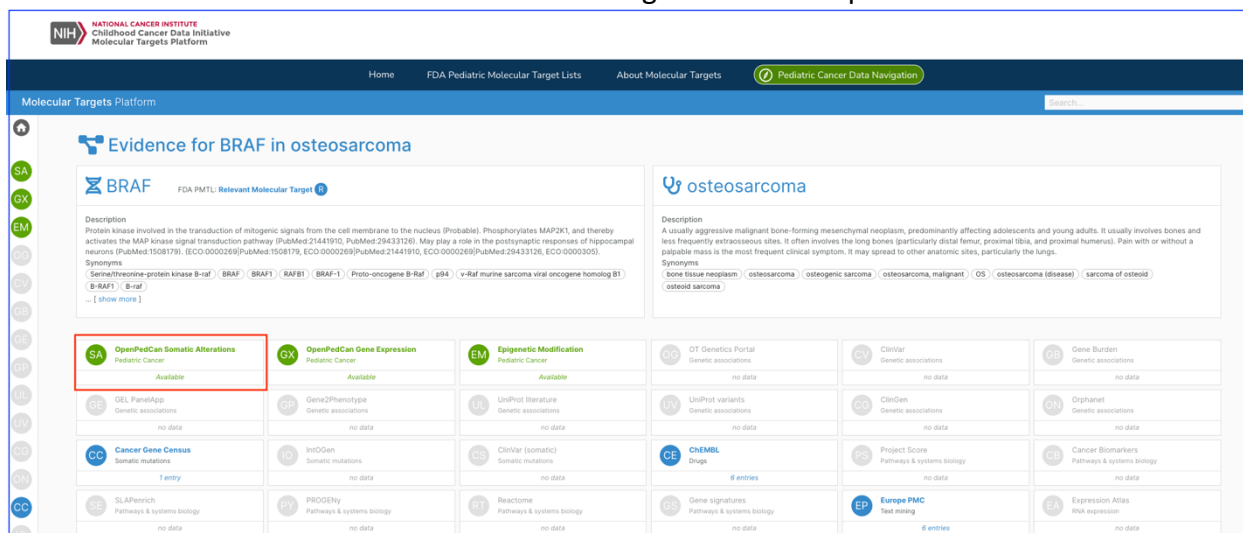 NIH
NATIONAL CANCER INSTITUTE
Childhood Cancer Data Initiative
Molecular Targets Platform
Home FDA Pediatric Molecular Target Lists About Molecular Targets Pediatric Cancer Data Navigation
Molecular Targets Platform Search...
Evidence for BRAF in osteosarcoma
SA
GX
EM
OG
CV
GB
GE
GP
UL
UV
CG
ON
CC
BRAF FDA PMTL: Relevant Molecular Target R
Description
Protein kinase involved in the transduction of mitogenic signals from the cell membrane to the nucleus (Probable). Phosphorylates MAP2K1, and thereby
activates the MAP kinase signal transduction pathway (PubMed:21441910, PubMed:29433126). May play a role in the postsynaptic responses of hippocampal
neurons (PubMed:1508179). (ECO:0000269|PubMed:1508179, ECO:0000269|PubMed:21441910, ECO:0000269|PubMed:29433126, ECO:0000305).
Synonyms
Serine/threonine-protein kinase B-raf BRAF BRAF1 RAFB1 BRAF-1 Proto-oncogene B-Raf p94 v-Raf murine sarcoma viral oncogene homolog B1
B-RAF1 B-raf
... [ show more ]
osteosarcoma
Description
A usually aggressive malignant bone-forming mesenchymal neoplasm, predominantly affecting adolescents and young adults. It usually involves bones and
less frequently extraosseous sites. It often involves the long bones (particularly distal femur, proximal tibia, and proximal humerus). Pain with or without a
palpable mass is the most frequent clinical symptom. It may spread to other anatomic sites, particularly the lungs.
Synonyms
bone tissue neoplasm osteosarcoma osteogenic sarcoma osteosarcoma, malignant OS osteosarcoma (disease) sarcoma of osteoid
osteoid sarcoma
SA OpenPedCan Somatic Alterations
Pediatric Cancer
Available
GX OpenPedCan Gene Expression
Pediatric Cancer
Available
EM Epigenetic Modification
Pediatric Cancer
Available
OG OT Genetics Portal
Genetic associations
no data
CV ClinVar
Genetic associations
no data
GB Gene Burden
Genetic associations
no data
GE GEL PanelApp
Genetic associations
no data
GP Gene2Phenotype
Genetic associations
no data
UL UniProt literature
Genetic associations
no data
UV UniProt variants
Genetic associations
no data
CG ClinGen
Genetic associations
no data
ON Orphanet
Genetic associations
no data
CC Cancer Gene Census
Somatic mutations
1 entry
IO IntOGen
Somatic mutations
no data
CS ClinVar (somatic)
Somatic mutations
no data
CE ChEMBL
Drugs
6 entries
PS Project Score
Pathways & systems biology
no data
CB Cancer Biomarkers
Pathways & systems biology
no data
SE SLAPenrich
Pathways & systems biology
no data
PY PROGENy
Pathways & systems biology
no data
RT Reactome
Pathways & systems biology
no data
GS Gene signatures
Pathways & systems biology
no data
EP Europe PMC
Text mining
6 entries
EA Expression Atlas
RNA expression
no data